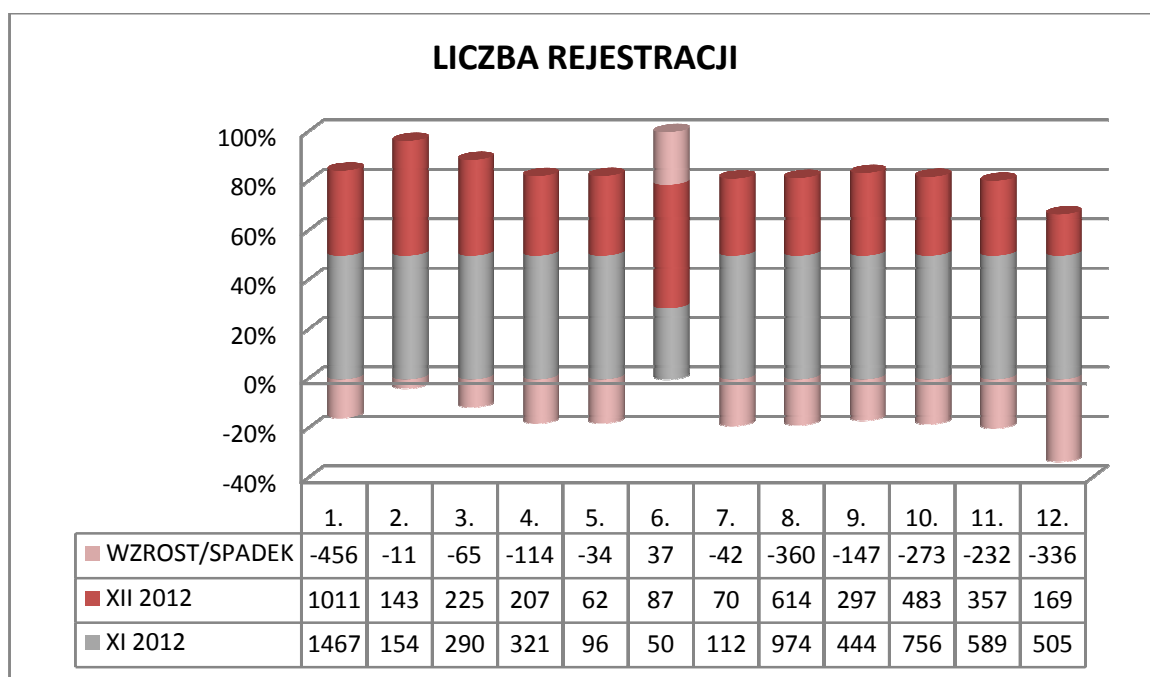 LICZBA REJESTRACJI
100%
80%
60%
40%
20%
0%
-20%
-40%
1. 2. 3. 4. 5. 6. 7. 8. 9. 10. 11. 12.
WZROST/SPADEK -456 -11 -65 -114 -34 37 -42 -360 -147 -273 -232 -336
XII 2012 1011 143 225 207 62 87 70 614 297 483 357 169
XI 2012 1467 154 290 321 96 50 112 974 444 756 589 505